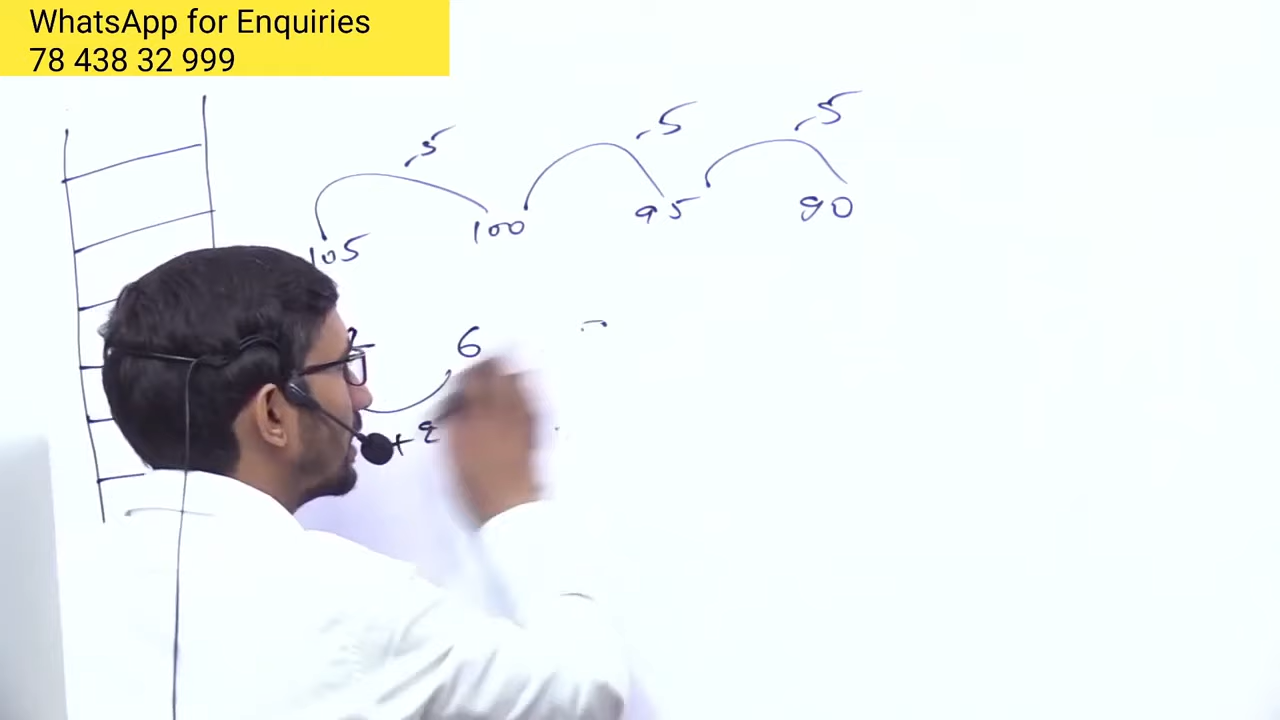 WhatsApp for Enquiries
78 438 32 999
-5 -5 -5
105 100 95 90
6
+2